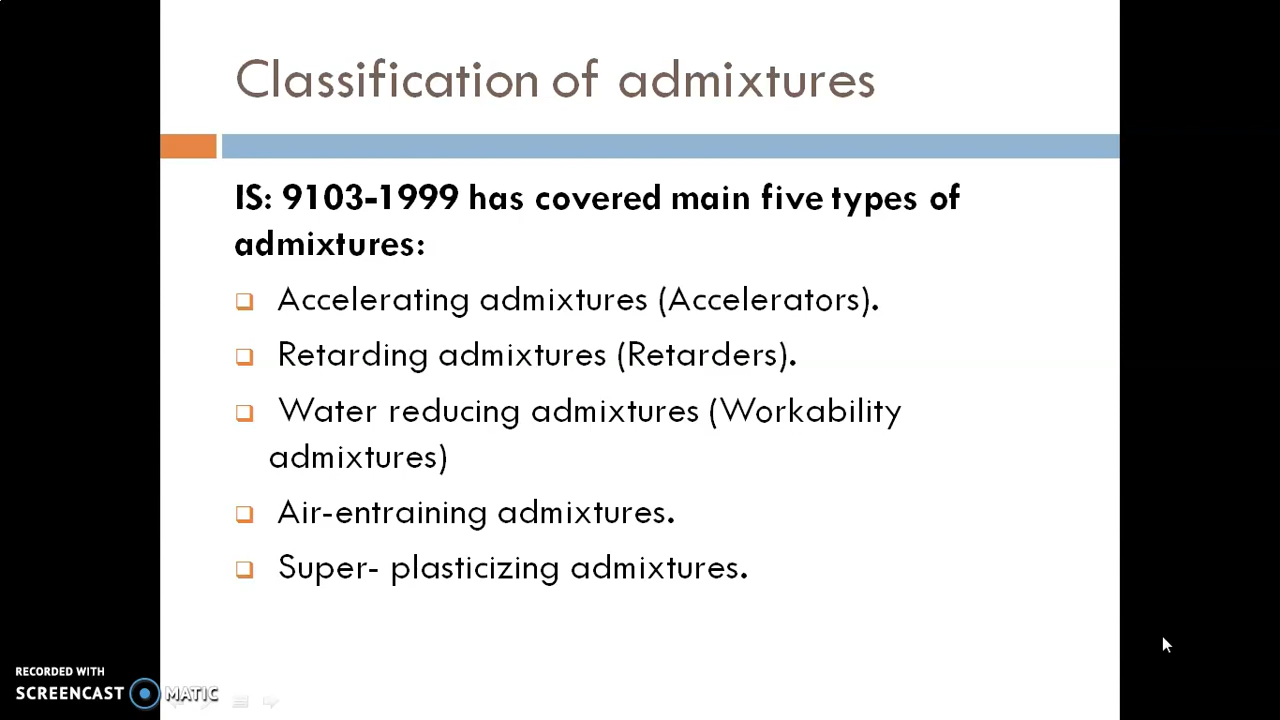 Classification of admixtures
IS: 9103-1999 has covered main five types of
admixtures:
Accelerating admixtures (Accelerators).
Retarding admixtures (Retarders).
Water reducing admixtures (Workability
admixtures)
Air-entraining admixtures.
Super- plasticizing admixtures.
RECORDED WITH
SCREENCAST MATIC